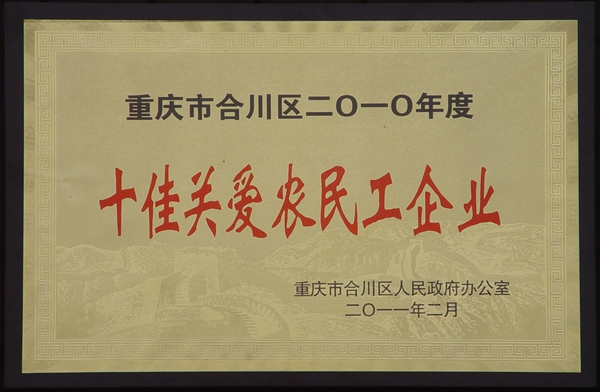 重庆市合川区二〇一〇年度
十佳关爱农民工企业
重庆市合川区人民政府办公室
二〇一一年二月